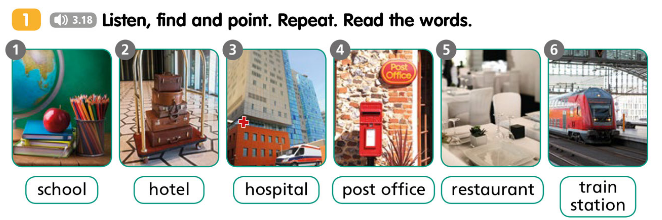 1 3.18 Listen, find and point. Repeat. Read the words.
1 2 3 4 5 6
Post
Office
school hotel hospital post office restaurant train
station